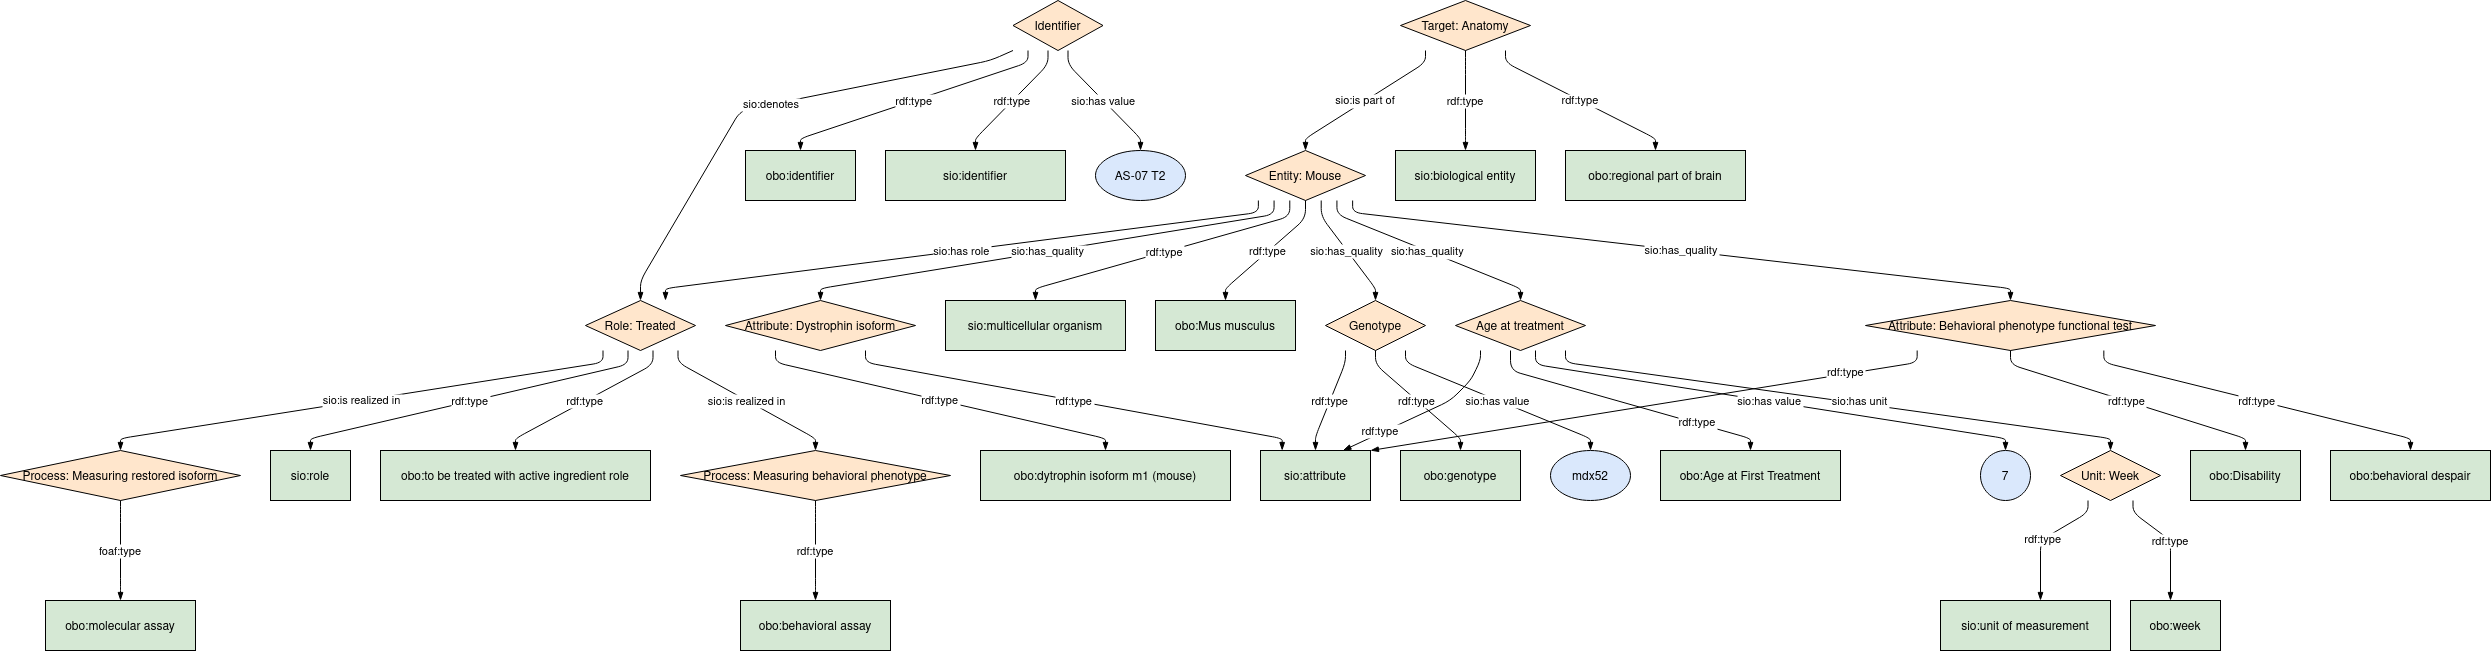 Identifier
Target: Anatomy
sio:denotes
rdf:type
rdf:type
sio:has value
sio:is part of
rdf:type
rdf:type
obo:identifier
sio:identifier
AS-07 T2
Entity: Mouse
sio:biological entity
obo:regional part of brain
sio:has role
sio:has_quality
rdf:type
rdf:type
sio:has_quality
sio:has_quality
sio:has_quality
Role: Treated
Attribute: Dystrophin isoform
sio:multicellular organism
obo:Mus musculus
Genotype
Age at treatment
Attribute: Behavioral phenotype functional test
rdf:type
sio:is realized in
rdf:type
rdf:type
sio:is realized in
rdf:type
rdf:type
rdf:type
rdf:type
sio:has value
sio:has value
sio:has unit
rdf:type
rdf:type
rdf:type
rdf:type
Process: Measuring restored isoform
sio:role
obo:to be treated with active ingredient role
Process: Measuring behavioral phenotype
obo:dytrophin isoform m1 (mouse)
sio:attribute
obo:genotype
mdx52
obo:Age at First Treatment
7
Unit: Week
obo:Disability
obo:behavioral despair
foaf:type
rdf:type
rdf:type
rdf:type
obo:molecular assay
obo:behavioral assay
sio:unit of measurement
obo:week